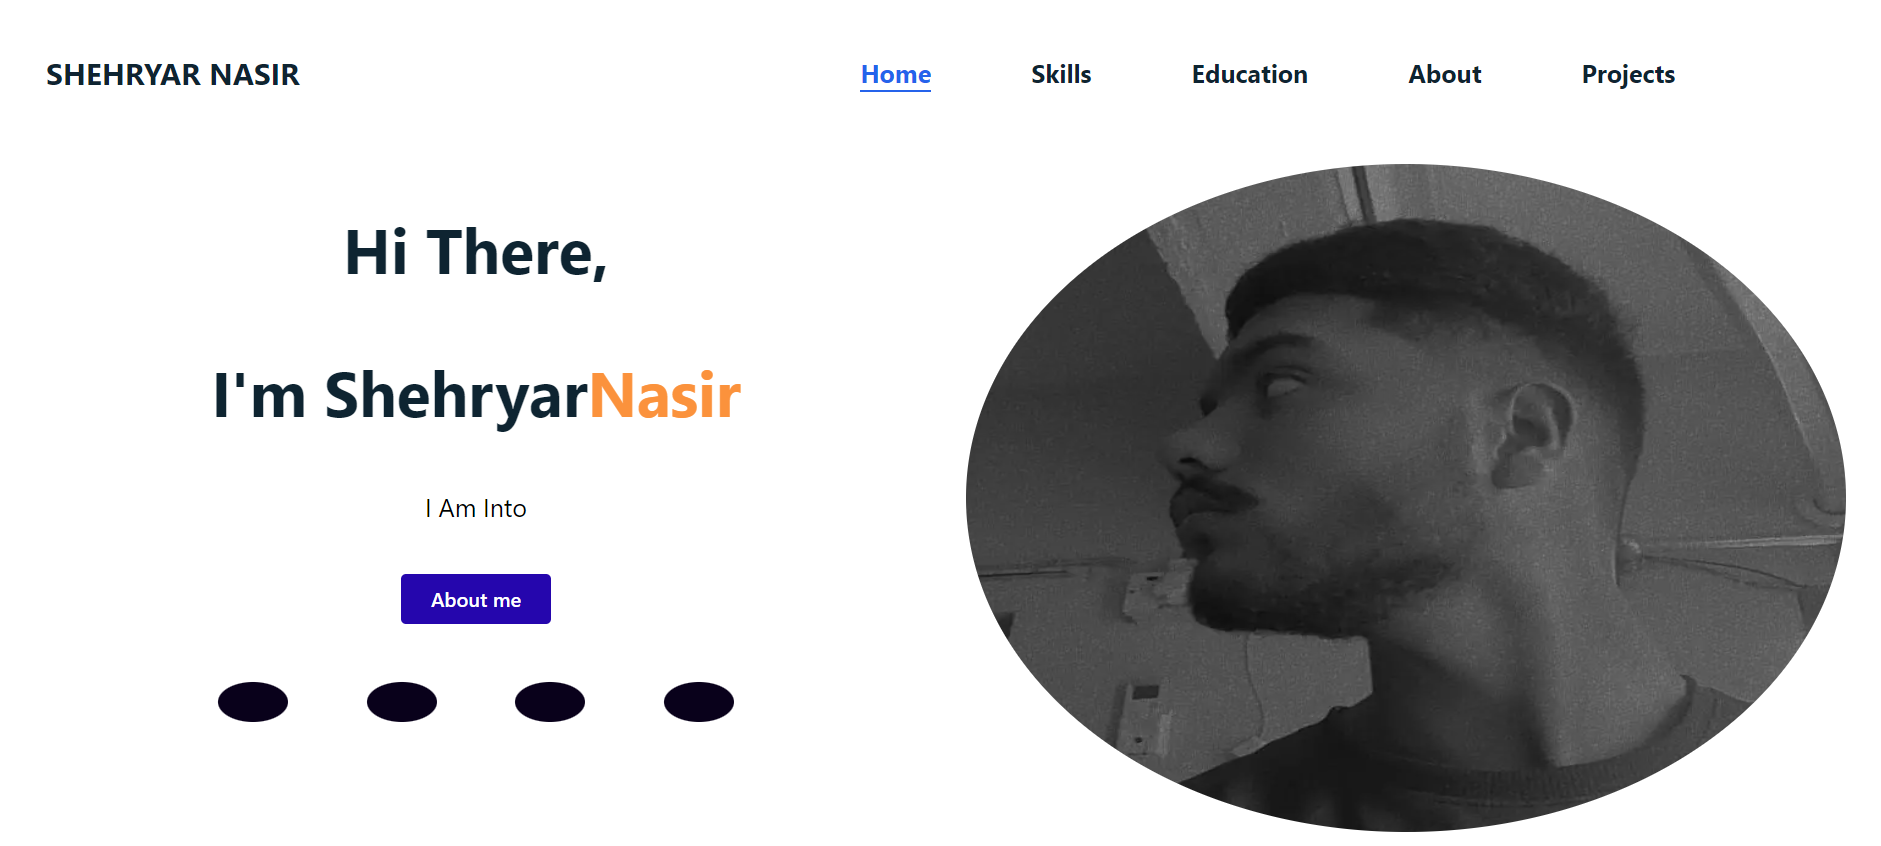 SHEHRYAR NASIR
Home Skills Education About Projects
Hi There,
I'm ShehryarNasir
I Am Into
About me